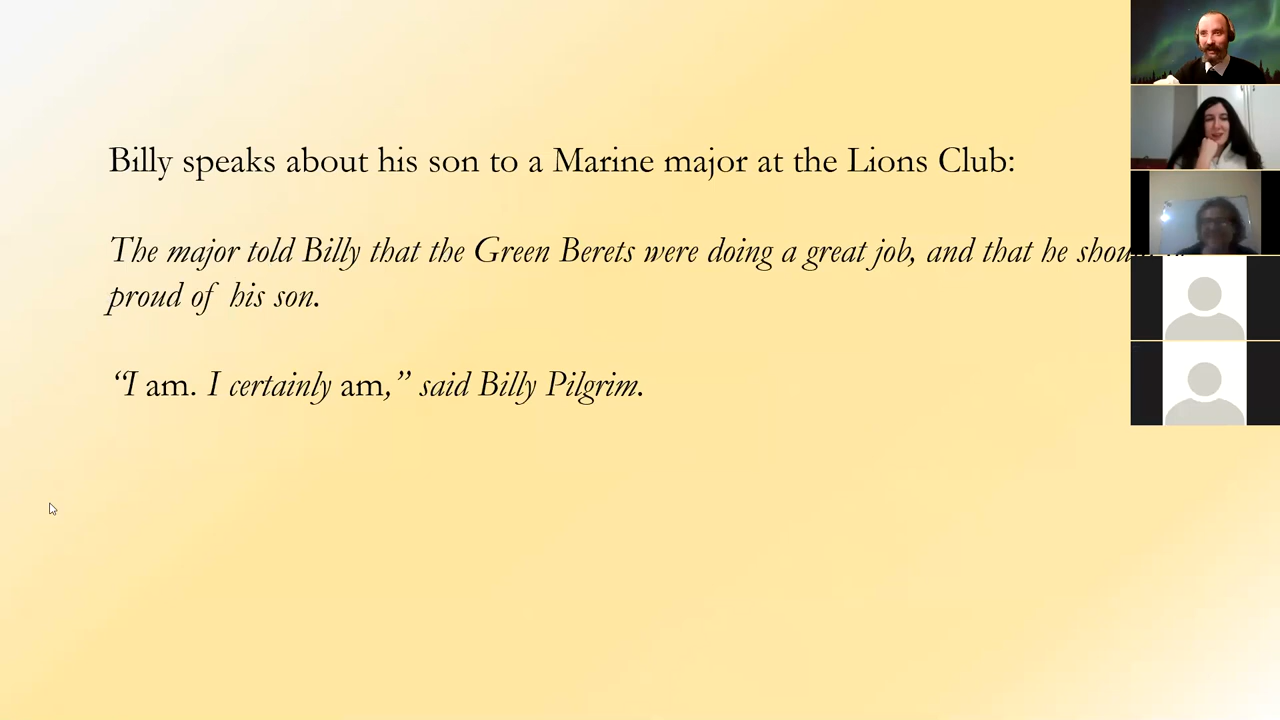 Billy speaks about his son to a Marine major at the Lions Club:
The major told Billy that the Green Berets were doing a great job, and that he
proud of his son.
“I am. I certainly am,” said Billy Pilgrim.